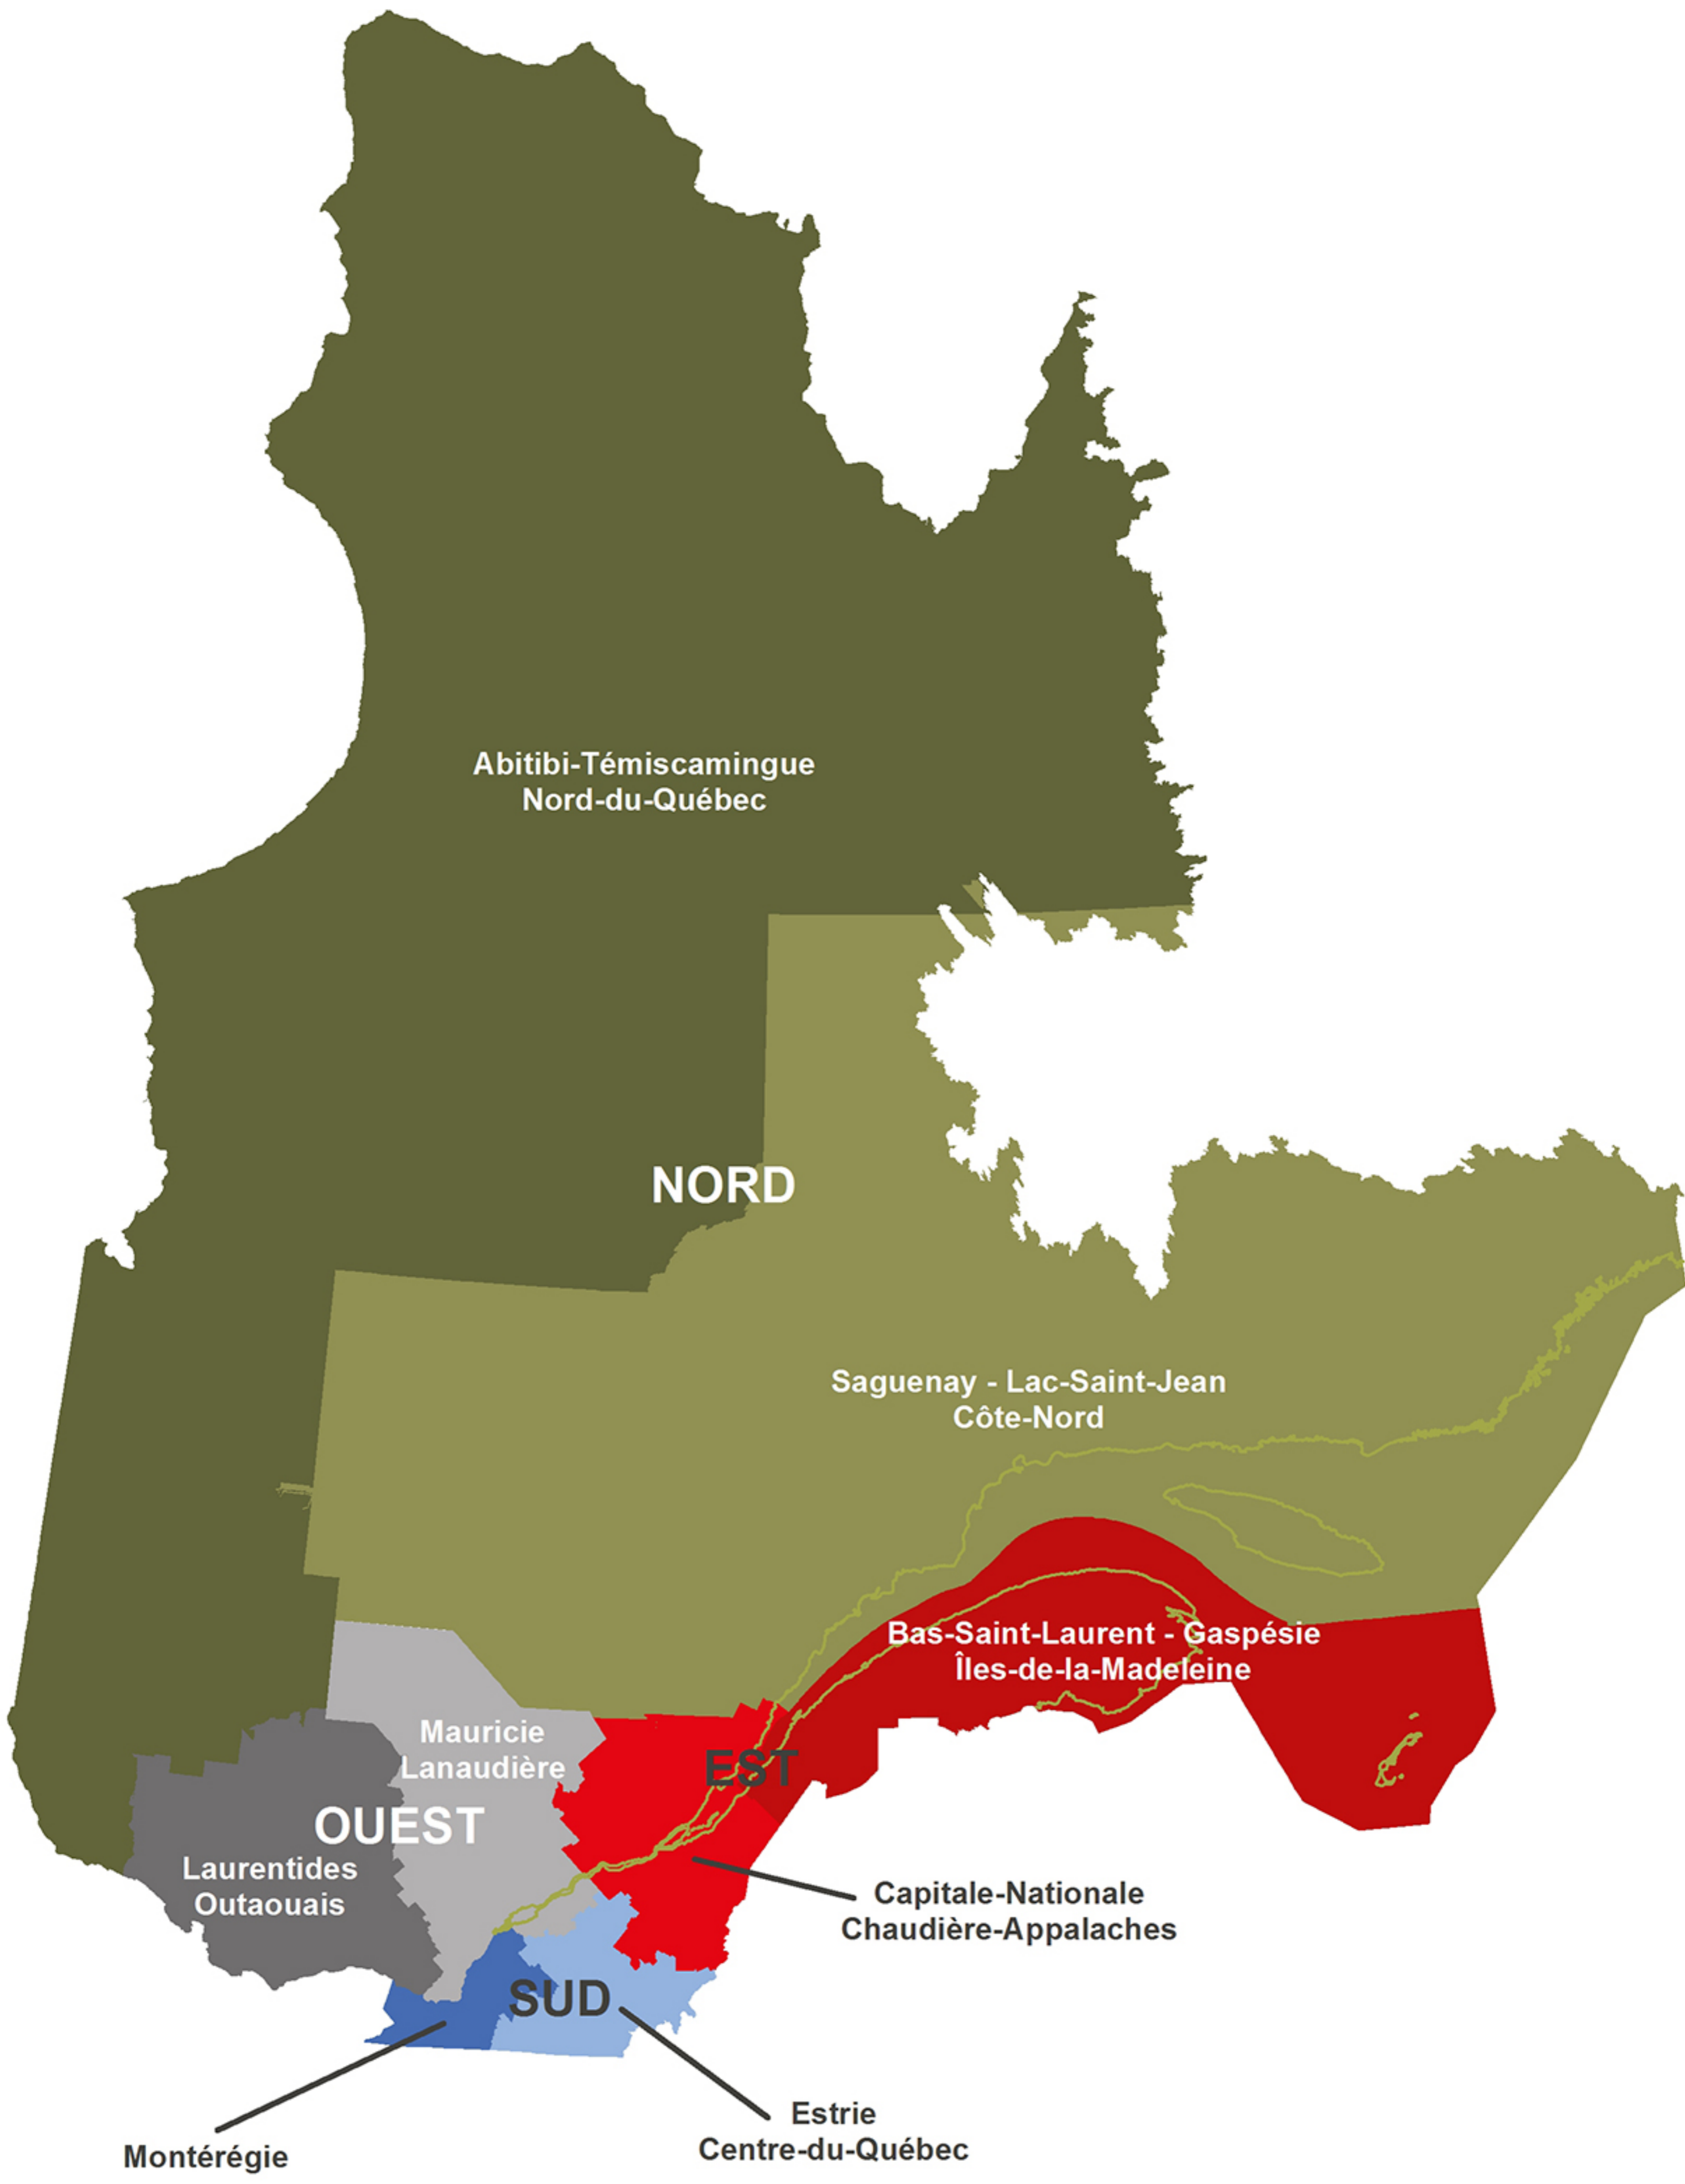 Abitibi-Témiscamingue
Nord-du-Québec
NORD
Saguenay - Lac-Saint-Jean
Côte-Nord
Bas-Saint-Laurent - Gaspésie
Îles-de-la-Madeleine
Mauricie
Lanaudière
EST
OUEST
Laurentides
Outaouais
Capitale-Nationale
Chaudière-Appalaches
SUD
Estrie
Centre-du-Québec
Montérégie